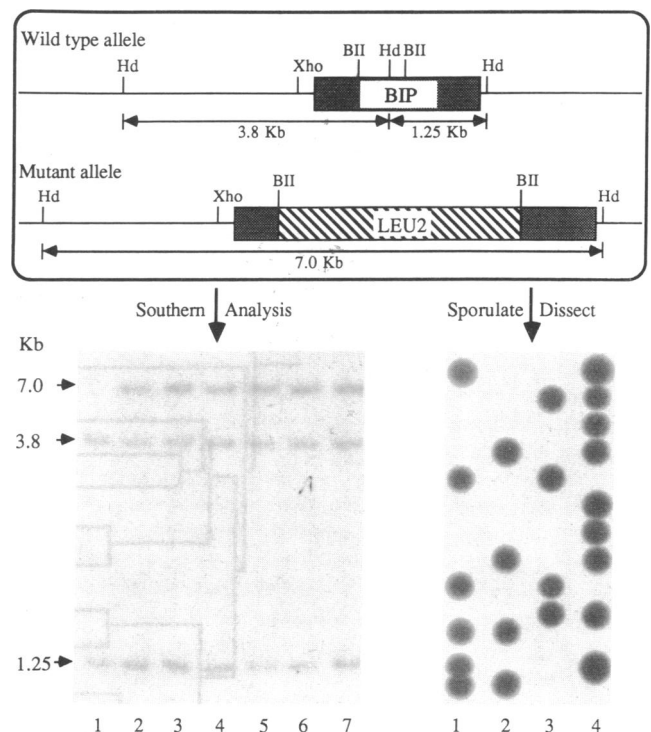 Wild type allele
Hd
Xho
BII
Hd
BII
Hd
BIP
3.8 Kb
1.25 Kb
Mutant allele
Hd
Xho
BII
BII
Hd
LEU2
7.0 Kb
Southern Analysis
Sporulate Dissect
Kb
7.0
3.8
1.25
1 2 3 4 5 6 7
1 2 3 4